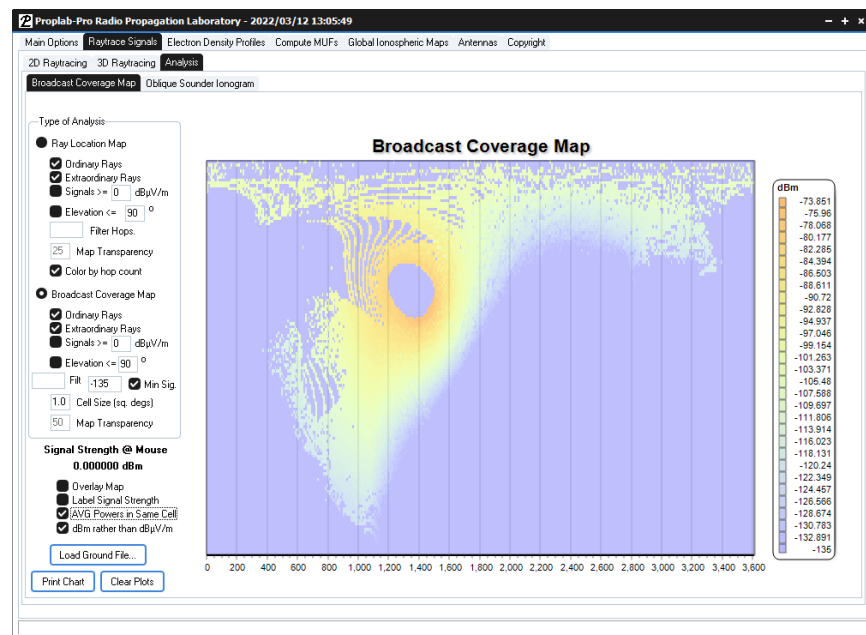 Proplab-Pro Radio Propagation Laboratory - 2022/03/12 13:05:49
Main Options Raytrace Signals Electron Density Profiles Compute MUFs Global Ionospheric Maps Antennas Copyright
2D Raytracing 3D Raytracing Analysis
Broadcast Coverage Map Oblique Sounder Ionogram
Type of Analysis
Ray Location Map
Ordinary Rays
Extraordinary Rays
Signals >= 0 dBµV/m
Elevation <= 90 °
Filter Hops.
25 Map Transparency
Color by hop count
Broadcast Coverage Map
Ordinary Rays
Extraordinary Rays
Signals >= 0 dBµV/m
Elevation <= 90 °
Filt -135 Min Sig.
1.0 Cell Size (sq. degs)
50 Map Transparency
Signal Strength @ Mouse
0.000000 dBm
Overlay Map
Label Signal Strength
AVG Powers in Same Cell
dBm rather than dBµV/m
Load Ground File...
Print Chart Clear Plots
Broadcast Coverage Map
0 200 400 600 800 1,000 1,200 1,400 1,600 1,800 2,000 2,200 2,400 2,600 2,800 3,000 3,200 3,400 3,600
dBm
-73.851
-75.96
-78.068
-80.177
-82.285
-84.394
-86.503
-88.611
-90.72
-92.828
-94.937
-97.046
-99.154
-101.263
-103.371
-105.48
-107.588
-109.697
-111.806
-113.914
-116.023
-118.131
-120.24
-122.349
-124.457
-126.566
-128.674
-130.783
-132.891
-135